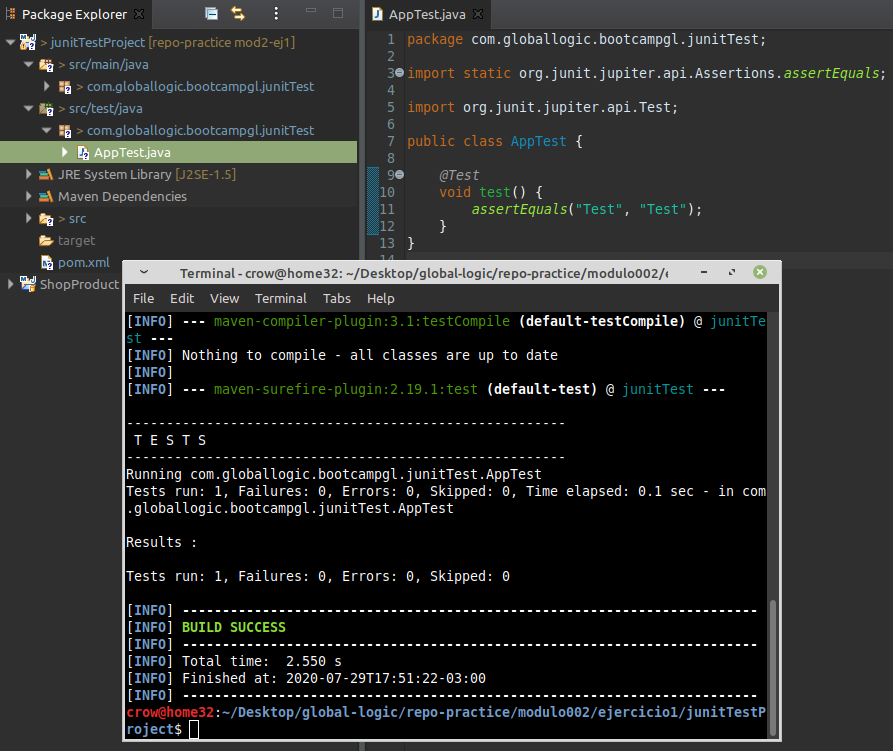 Package Explorer
junitTestProject [repo-practice mod2-ej1]
> src/main/java
> com.globallogic.bootcampgl.junitTest
> src/test/java
> com.globallogic.bootcampgl.junitTest
AppTest.java
JRE System Library [J2SE-1.5]
Maven Dependencies
> src
target
pom.xml
ShopProduct
AppTest.java
1 package com.globallogic.bootcampgl.junitTest;
2
3 import static org.junit.jupiter.api.Assertions.assertEquals;
4
5 import org.junit.jupiter.api.Test;
6
7 public class AppTest {
8
9 @Test
10 void test() {
11 assertEquals("Test", "Test");
12 }
13 }
14
Terminal - crow@home32: ~/Desktop/global-logic/repo-practice/modulo002/e
File Edit View Terminal Tabs Help
[INFO] --- maven-compiler-plugin:3.1:testCompile (default-testCompile) @ junitTe
st ---
[INFO] Nothing to compile - all classes are up to date
[INFO]
[INFO] --- maven-surefire-plugin:2.19.1:test (default-test) @ junitTest ---
-------------------------------------------------------
T E S T S
-------------------------------------------------------
Running com.globallogic.bootcampgl.junitTest.AppTest
Tests run: 1, Failures: 0, Errors: 0, Skipped: 0, Time elapsed: 0.1 sec - in com
.globallogic.bootcampgl.junitTest.AppTest
Results :
Tests run: 1, Failures: 0, Errors: 0, Skipped: 0
[INFO] ------------------------------------------------------------------------
[INFO] BUILD SUCCESS
[INFO] ------------------------------------------------------------------------
[INFO] Total time:  2.550 s
[INFO] Finished at: 2020-07-29T17:51:22-03:00
[INFO] ------------------------------------------------------------------------
crow@home32:~/Desktop/global-logic/repo-practice/modulo002/ejercicio1/junitTestP
roject$